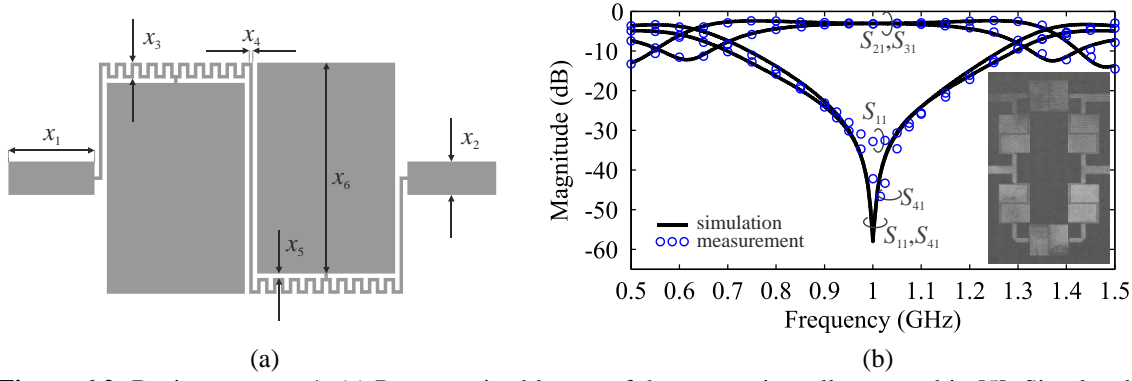 x₁
x₂
x₃
x₄
x₅
x₆
(a)
Magnitude (dB)
0
-10
-20
-30
-40
-50
-60
S₂₁,S₃₁
S₁₁
S₄₁
S₁₁,S₄₁
simulation
measurement
0.5 0.6 0.7 0.8 0.9 1 1.1 1.2 1.3 1.4 1.5
Frequency (GHz)
(b)